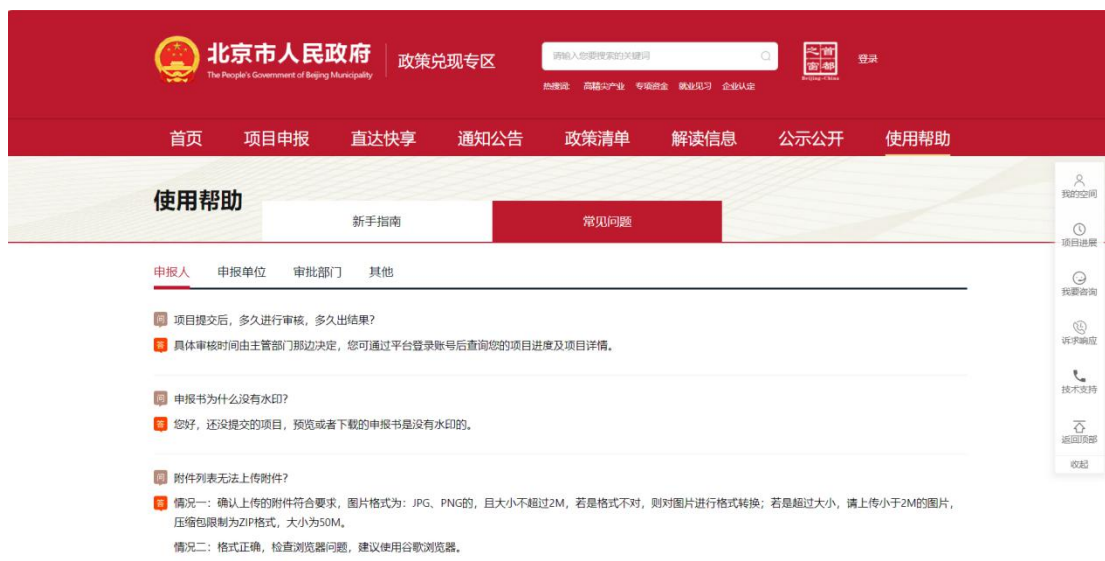 北京市人民政府
The People's Government of Beijing Municipality
政策兑现专区
请输入您要搜索的关键词
热搜词: 高精尖产业 专项资金 就业见习 企业认定
首都之窗
Beijing-China
登录
首页 项目申报 直达快享 通知公告 政策清单 解读信息 公示公开 使用帮助
使用帮助
新手指南 常见问题
申报人 申报单位 审批部门 其他
问 项目提交后，多久进行审核，多久出结果?
答 具体审核时间由主管部门那边决定，您可通过平台登录账号后查询您的项目进度及项目详情。
问 申报书为什么没有水印?
答 您好，还没提交的项目，预览或者下载的申报书是没有水印的。
问 附件列表无法上传附件?
答 情况一：确认上传的附件符合要求，图片格式为：JPG、PNG的，且大小不超过2M，若是格式不对，则对图片进行格式转换；若是超过大小，请上传小于2M的图片，
压缩包限制为ZIP格式，大小为50M。
情况二：格式正确，检查浏览器问题，建议使用谷歌浏览器。
我的空间
项目进展
我要咨询
诉求响应
技术支持
返回顶部
收起